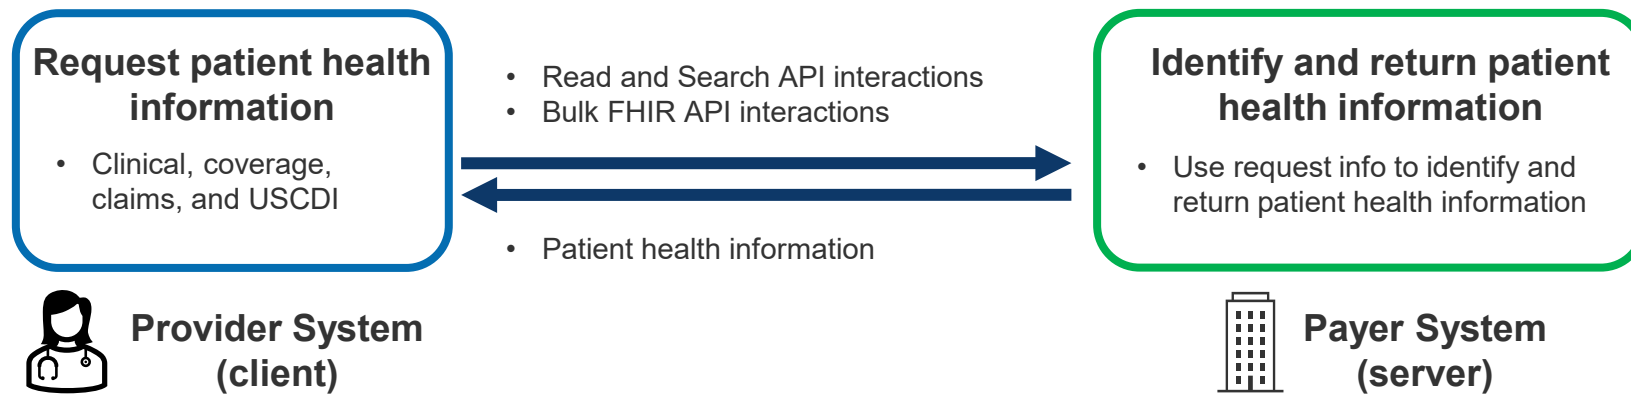 Request patient health
information
• Clinical, coverage,
claims, and USCDI
Provider System
(client)
• Read and Search API interactions
• Bulk FHIR API interactions
• Patient health information
Identify and return patient
health information
• Use request info to identify and
return patient health information
Payer System
(server)